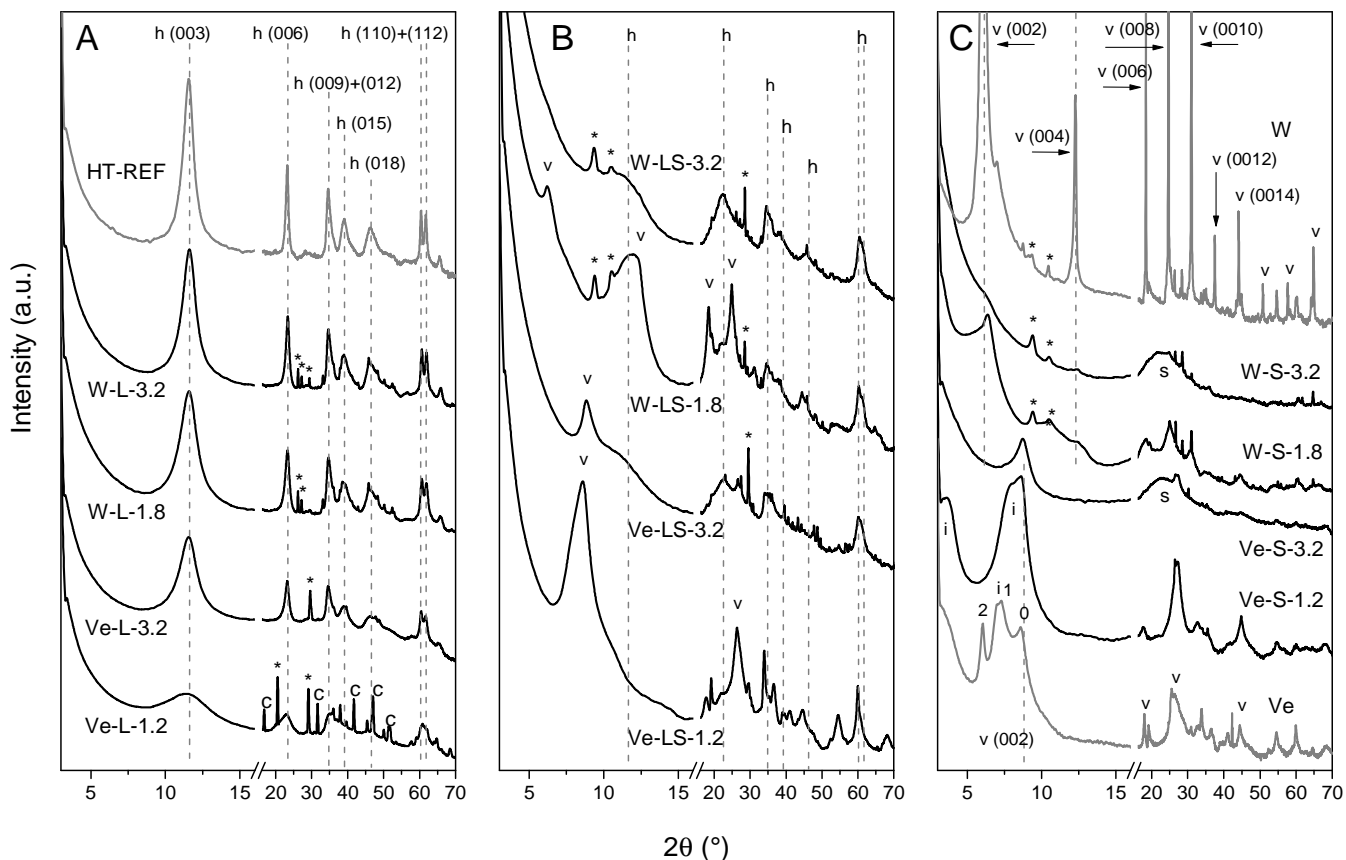 A
h (003)
h (006)
h (110)+(112)
h (009)+(012)
h (015)
h (018)
HT-REF
W-L-3.2
* * *
W-L-1.8
* *
Ve-L-3.2
*
Ve-L-1.2
c * * c c c c
5 10 15 20 30 40 50 60 70
B
h h h h h h
* *
W-LS-3.2
*
v v
* *
v v
*
W-LS-1.8
v
*
Ve-LS-3.2
v
v
Ve-LS-1.2
5 10 15 20 30 40 50 60 70
C
v (002)
v (008)
v (0010)
v (006)
W
v (004)
v (0012)
v (0014)
* *
v v v
* *
s
W-S-3.2
* *
W-S-1.8
s
Ve-S-3.2
i i
Ve-S-1.2
2 i 1 0
v (002)
v v v
Ve
5 10 15 20 30 40 50 60 70
Intensity (a.u.)
2θ (°)